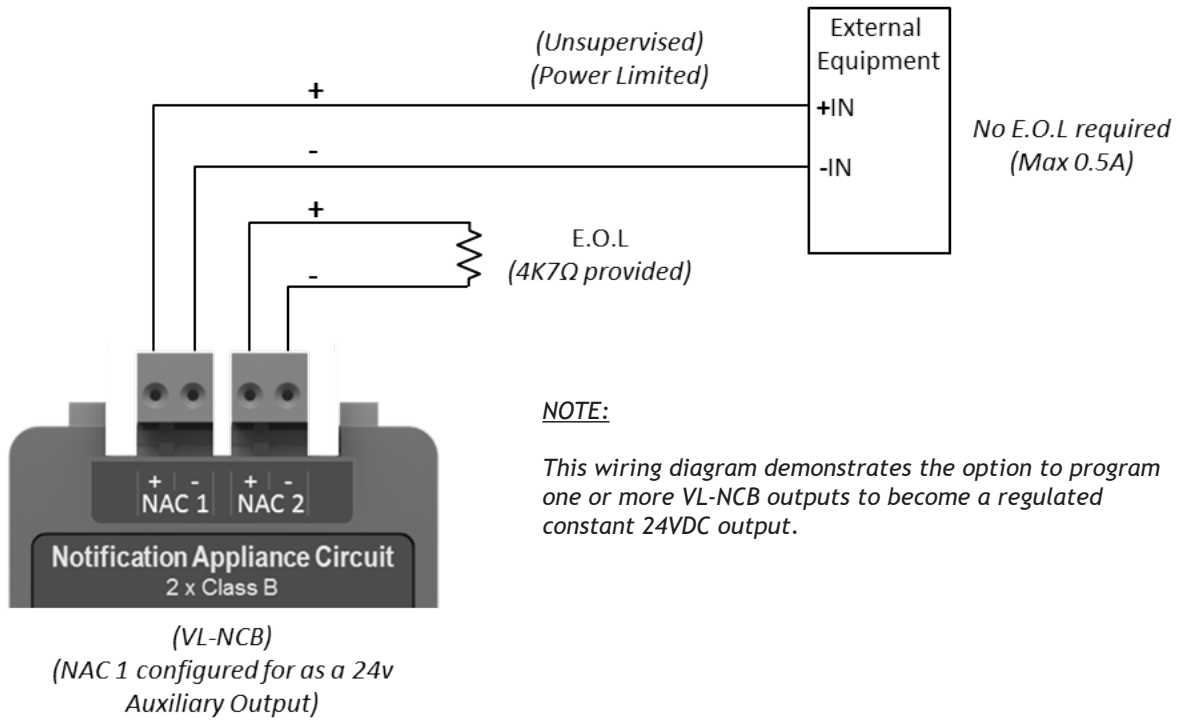 (Unsupervised)
(Power Limited)
External
Equipment
+
+IN
-
-IN
No E.O.L required
(Max 0.5A)
+
E.O.L
(4K7Ω provided)
-
+ - + -
NAC 1 NAC 2
Notification Appliance Circuit
2 x Class B
(VL-NCB)
(NAC 1 configured for as a 24v
Auxiliary Output)
NOTE:
This wiring diagram demonstrates the option to program
one or more VL-NCB outputs to become a regulated
constant 24VDC output.